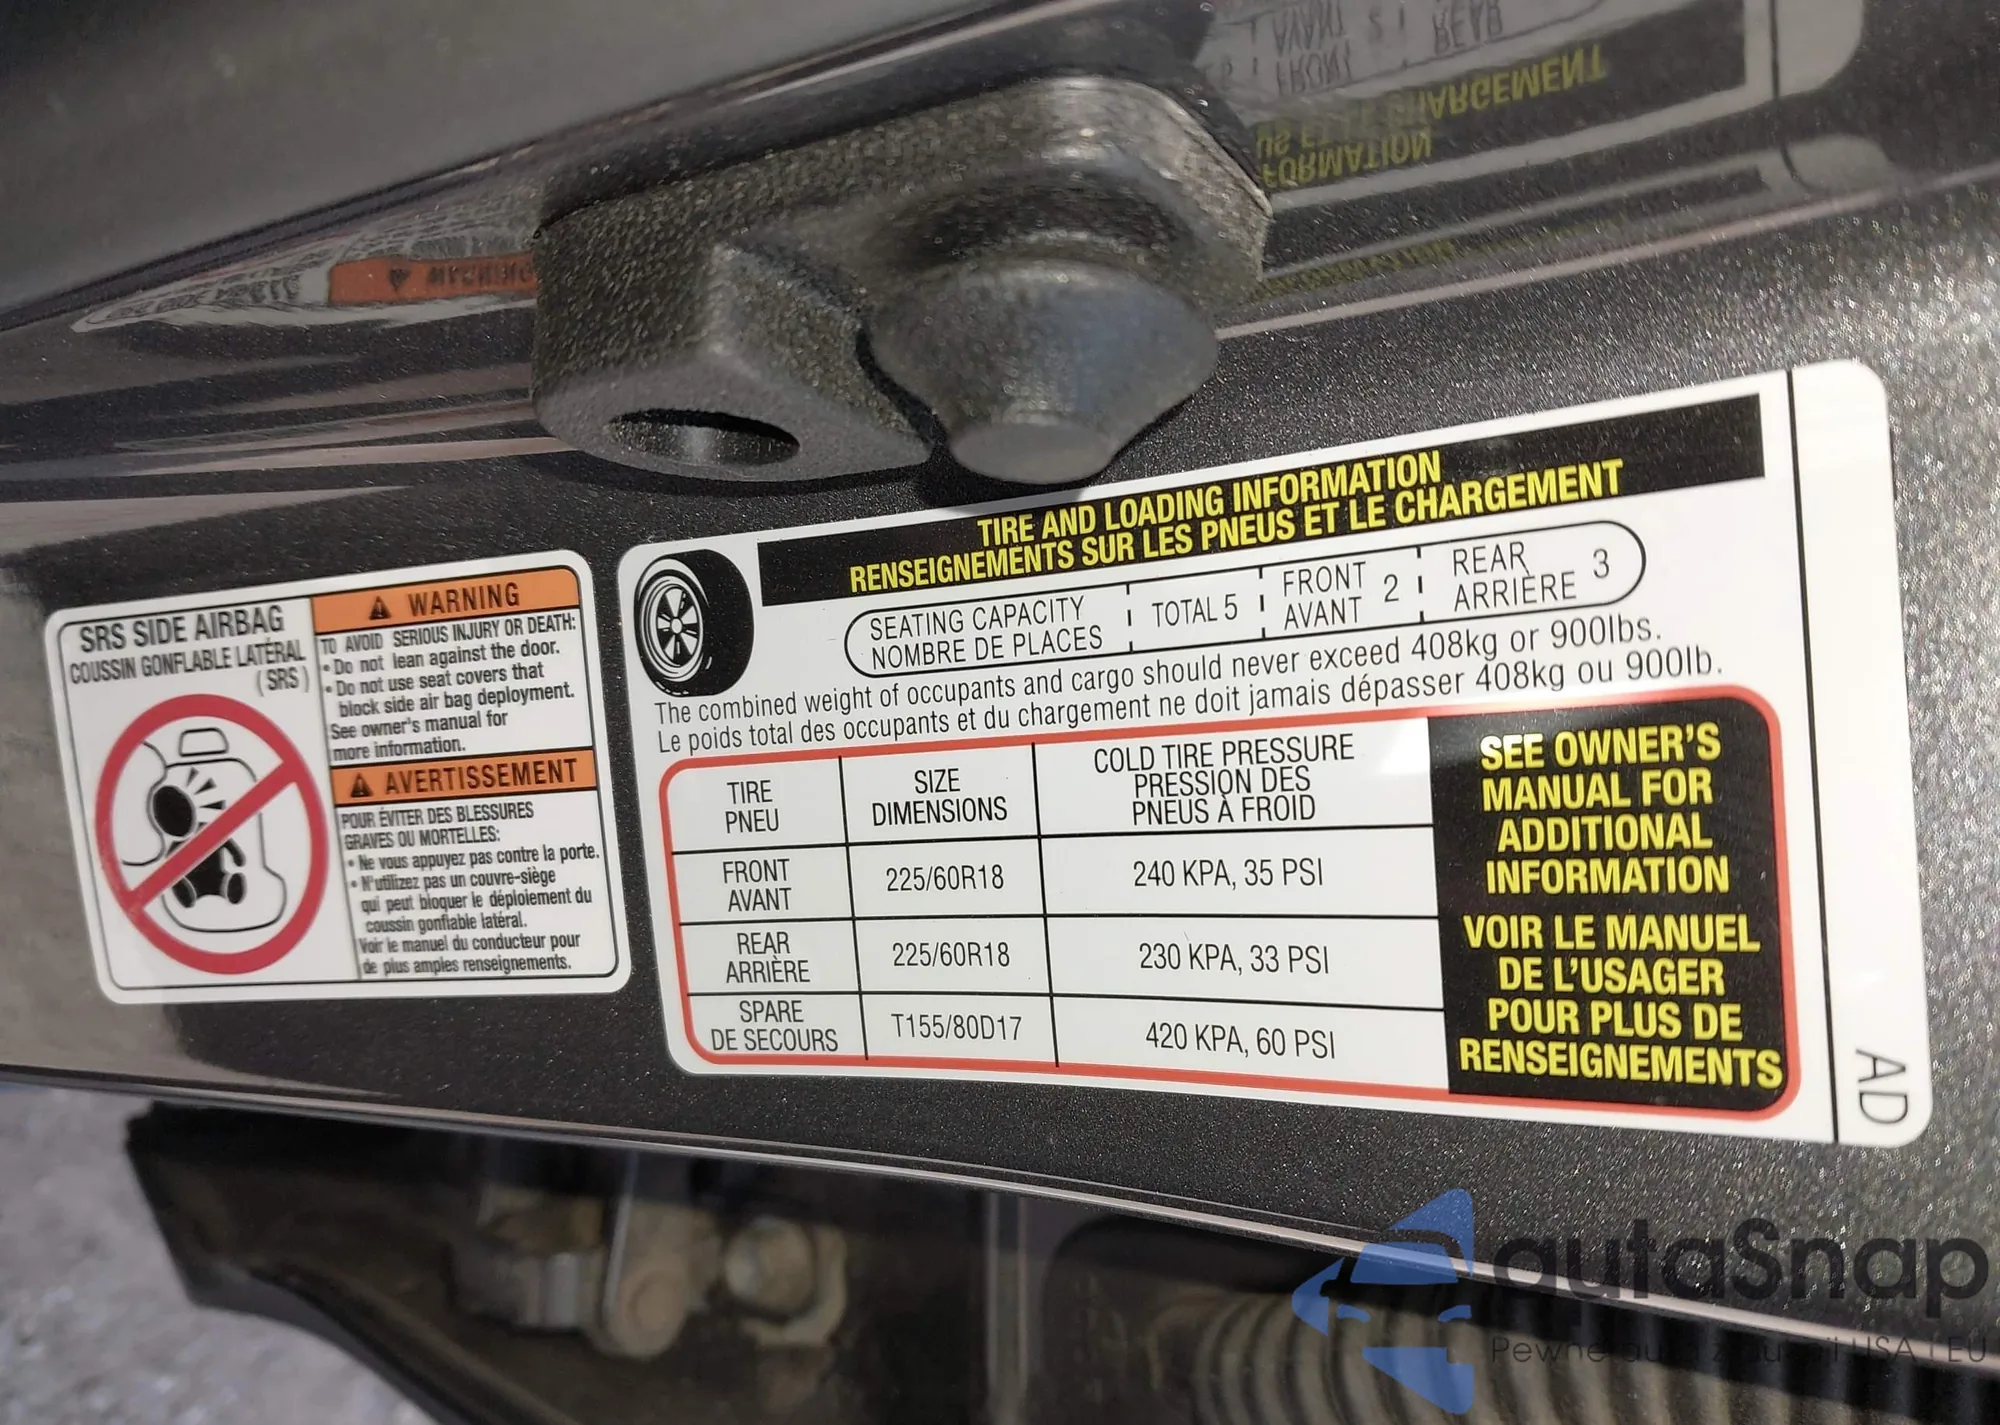 SRS SIDE AIRBAG
COUSSIN GONFLABLE LATÉRAL
(SRS)
WARNING
TO AVOID SERIOUS INJURY OR DEATH:
• Do not lean against the door.
• Do not use seat covers that
block side air bag deployment.
See owner's manual for
more information.
AVERTISSEMENT
POUR ÉVITER DES BLESSURES
GRAVES OU MORTELLES:
• Ne vous appuyez pas contre la porte.
• N'utilizez pas un couvre-siège
qui peut bloquer le déploiement du
coussin gonflable latéral.
Voir le manuel du conducteur pour
de plus amples renseignements.
TIRE AND LOADING INFORMATION
RENSEIGNEMENTS SUR LES PNEUS ET LE CHARGEMENT
SEATING CAPACITY TOTAL 5 FRONT 2 REAR 3
NOMBRE DE PLACES AVANT ARRIÈRE
The combined weight of occupants and cargo should never exceed 408kg or 900lbs.
Le poids total des occupants et du chargement ne doit jamais dépasser 408kg ou 900lb.
TIRE
PNEU
SIZE
DIMENSIONS
COLD TIRE PRESSURE
PRESSION DES
PNEUS À FROID
FRONT
AVANT
225/60R18
240 KPA, 35 PSI
REAR
ARRIÈRE
225/60R18
230 KPA, 33 PSI
SPARE
DE SECOURS
T155/80D17
420 KPA, 60 PSI
SEE OWNER'S
MANUAL FOR
ADDITIONAL
INFORMATION
VOIR LE MANUEL
DE L'USAGER
POUR PLUS DE
RENSEIGNEMENTS
AD
autaSnap
Pewne auta z USA i EU